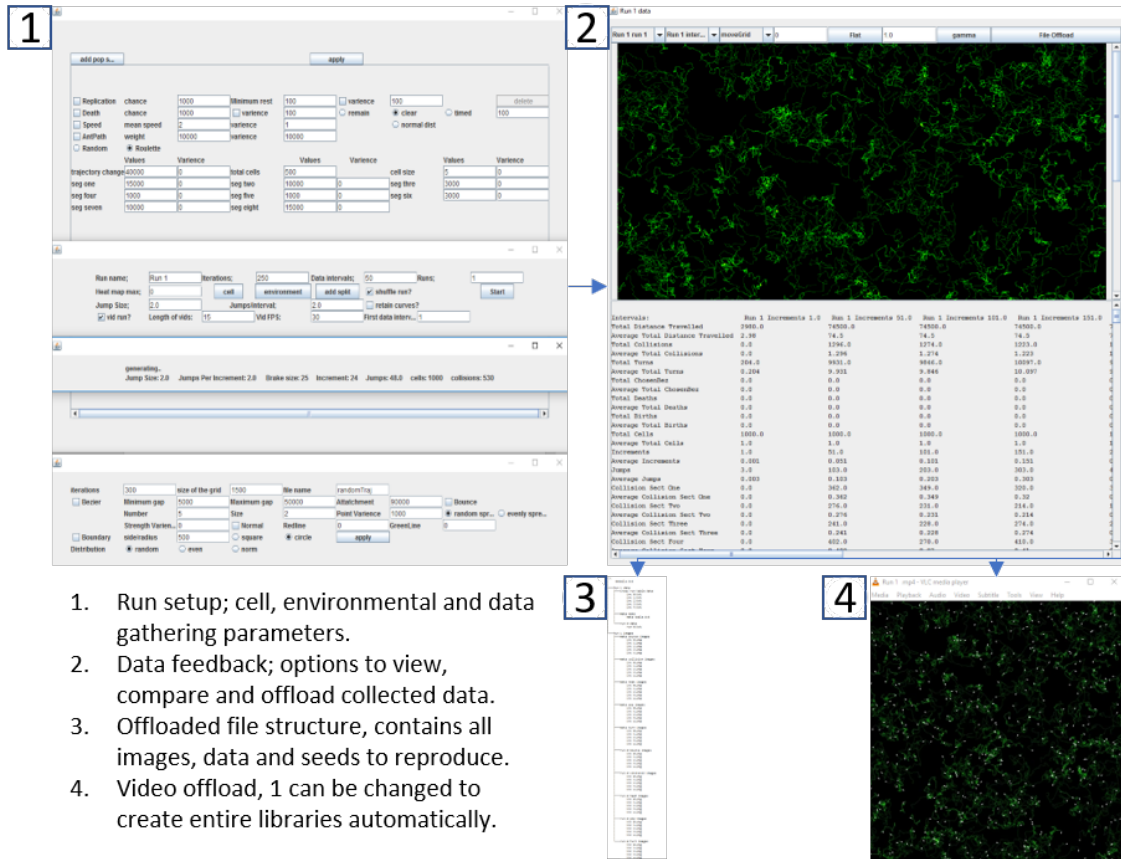 1
add pop s...
apply
Replication chance 1000 Minimum rest 100 varience 100 delete
Death chance 1000 varience 100 remain clear timed 100
Speed mean speed 2 varience 1 normal dist
AntPath weight 10000 varience 10000
Random Roulette
Values Varience Values Varience Values Varience
trajectory change 40000 0 total cells 500 cell size 5 0
seg one 15000 0 seg two 10000 0 seg thre 3000 0
seg four 1000 0 seg five 1000 0 seg six 3000 0
seg seven 10000 0 seg eight 15000 0
Run name; Run 1 Iterations; 250 Data intervals; 50 Runs; 1
Heat map max; 0 cell environment add split shuffle run? Start
Jump Size; 2.0 Jumps/Interval; 2.0 retain curves?
vid run? Length of vids: 15 Vid FPS: 30 First data interv... 1
generating..
Jump Size: 2.0 Jumps Per Increment: 2.0 Brake size: 25 Increment: 24 Jumps: 48.0 cells: 1000 collisions: 530
iterations 300 size of the grid 1500 file name randomTraj
Bezier Minimum gap 5000 Maximum gap 50000 Attatchment 90000 Bounce
Number 5 Size 2 Point Varience 1000 random spr... evenly spre...
Strength Varien... 0 Normal Redline 0 GreenLine 0
Boundary side/radius 500 square circle apply
Distribution random even norm
2
Run 1 data
Run 1 run 1 Run 1 inter... moveGrid 0 Flat 1.0 gamma File Offload
Intervals: Run 1 Increments 1.0 Run 1 Increments 51.0 Run 1 Increments 101.0 Run 1 Increments 151.0
Total Distance Travelled 2980.0 74500.0 74500.0 74500.0
Average Total Distance Travelled 2.98 74.5 74.5 74.5
Total Collisions 0.0 1296.0 1274.0 1223.0
Average Total Collisions 0.0 1.296 1.274 1.223
Total Turns 204.0 9931.0 9846.0 10097.0
Average Total Turns 0.204 9.931 9.846 10.097
Total ChosenDez 0.0 0.0 0.0 0.0
Average Total ChosenDez 0.0 0.0 0.0 0.0
Total Deaths 0.0 0.0 0.0 0.0
Average Total Deaths 0.0 0.0 0.0 0.0
Total Births 0.0 0.0 0.0 0.0
Average Total Births 0.0 0.0 0.0 0.0
Total Cells 1000.0 1000.0 1000.0 1000.0
Average Total Cells 1.0 1.0 1.0 1.0
Increments 1.0 51.0 101.0 151.0
Average Increments 0.001 0.051 0.101 0.151
Jumps 3.0 103.0 203.0 303.0
Average Jumps 0.003 0.103 0.203 0.303
Collision Sect One 0.0 362.0 349.0 320.0
Average Collision Sect One 0.0 0.362 0.349 0.32
Collision Sect Two 0.0 276.0 231.0 214.0
Average Collision Sect Two 0.0 0.276 0.231 0.214
Collision Sect Three 0.0 241.0 228.0 274.0
Average Collision Sect Three 0.0 0.241 0.228 0.274
Collision Sect Four 0.0 402.0 270.0 410.0
3
4
Run 1 .mp4 - VLC media player
Media Playback Audio Video Subtitle Tools View Help
1. Run setup; cell, environmental and data
gathering parameters.
2. Data feedback; options to view,
compare and offload collected data.
3. Offloaded file structure, contains all
images, data and seeds to reproduce.
4. Video offload, 1 can be changed to
create entire libraries automatically.